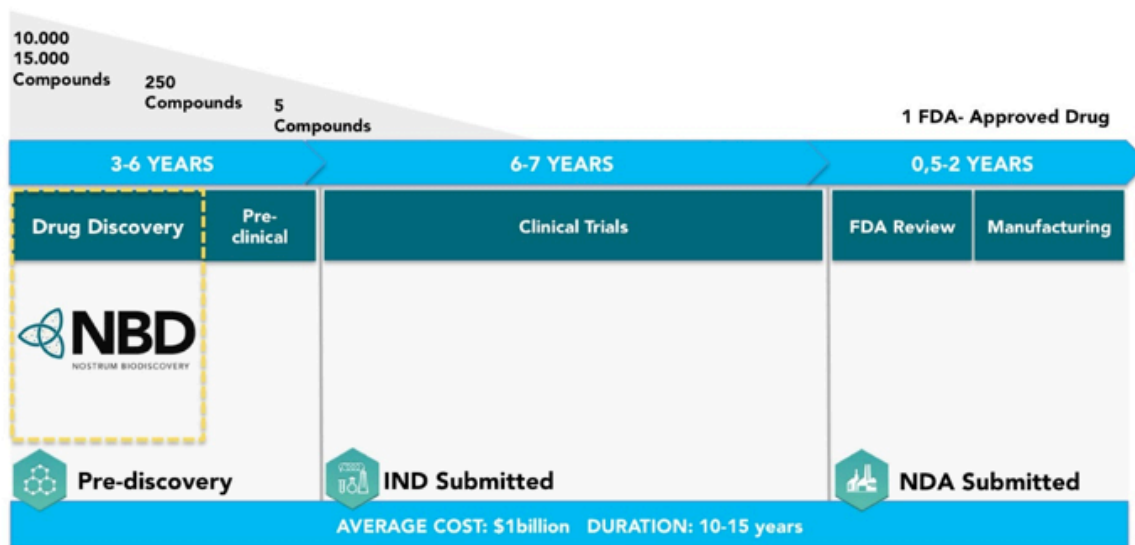 10.000
15.000
Compounds
250
Compounds
5
Compounds
1 FDA- Approved Drug
3-6 YEARS
6-7 YEARS
0,5-2 YEARS
Drug Discovery
Pre-
clinical
Clinical Trials
FDA Review
Manufacturing
NBD
NOSTRUM BIODISCOVERY
Pre-discovery
IND Submitted
NDA Submitted
AVERAGE COST: $1billion DURATION: 10-15 years